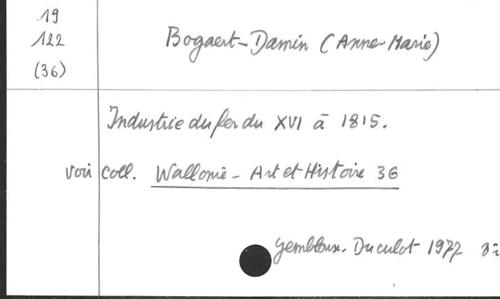 19
122
(36)
Bogaert-Damin (Anne-Marie)
Industrie du fer du XVI à 1815.
voir coll. Wallonie - Art et Histoire 36
Gembloux. Duculot 1977